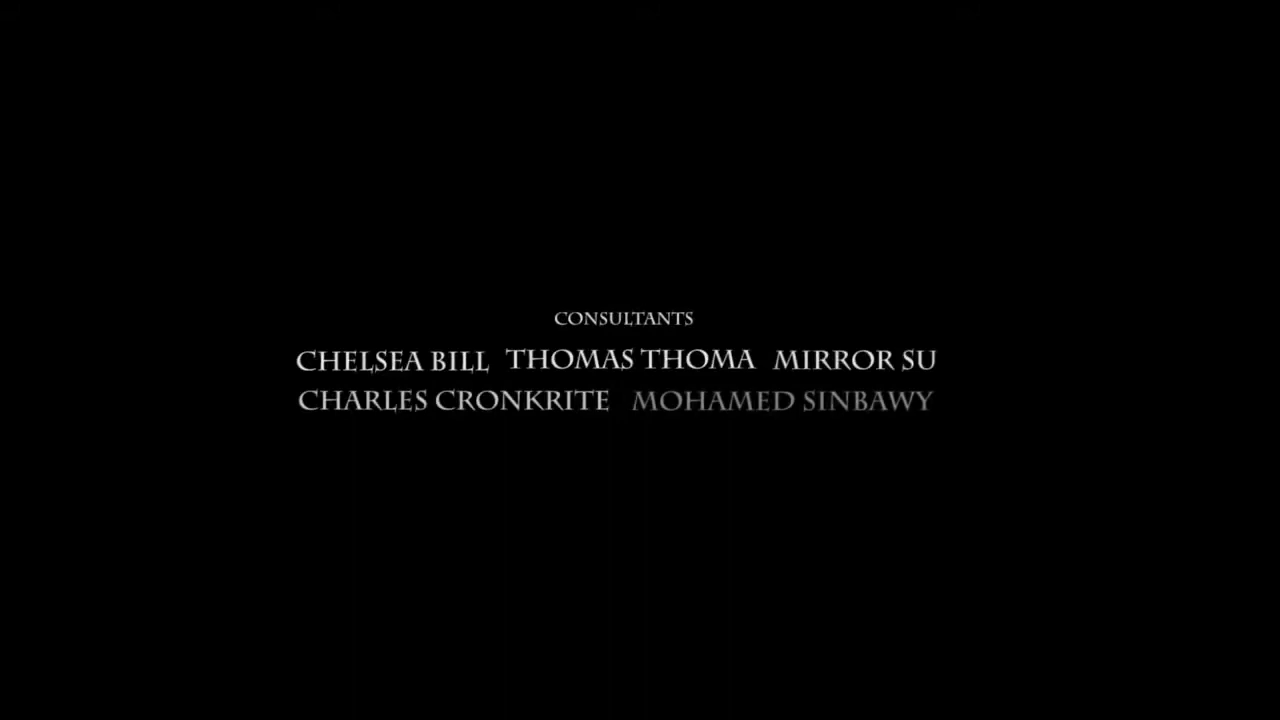 CONSULTANTS
CHELSEA BILL THOMAS THOMA MIRROR SU
CHARLES CRONKRITE MOHAMED SINBAWY